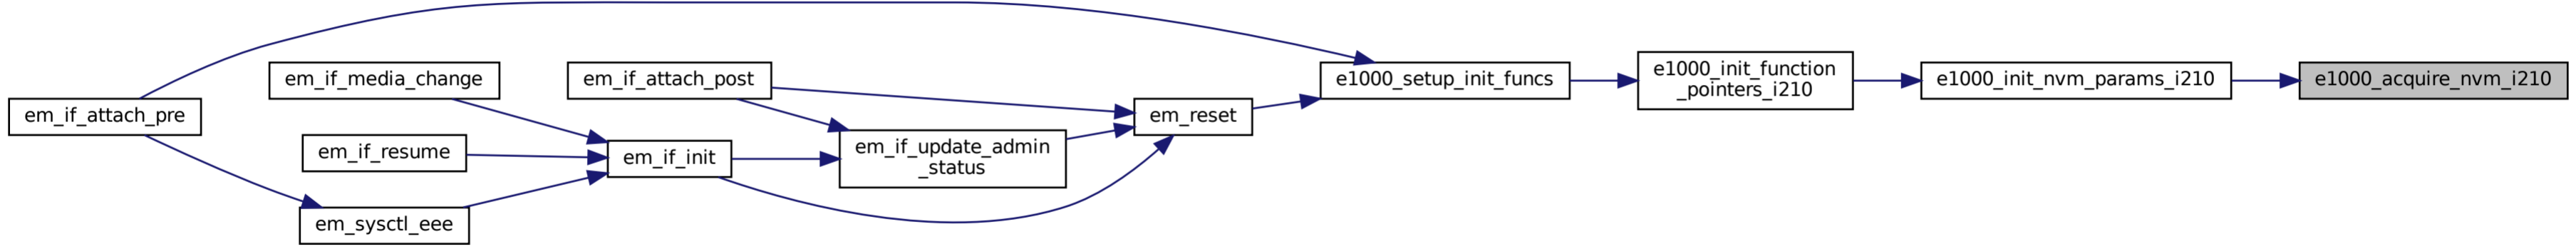 em_if_attach_pre
em_if_media_change
em_if_resume
em_sysctl_eee
em_if_attach_post
em_if_init
em_if_update_admin
_status
em_reset
e1000_setup_init_funcs
e1000_init_function
_pointers_i210
e1000_init_nvm_params_i210
e1000_acquire_nvm_i210